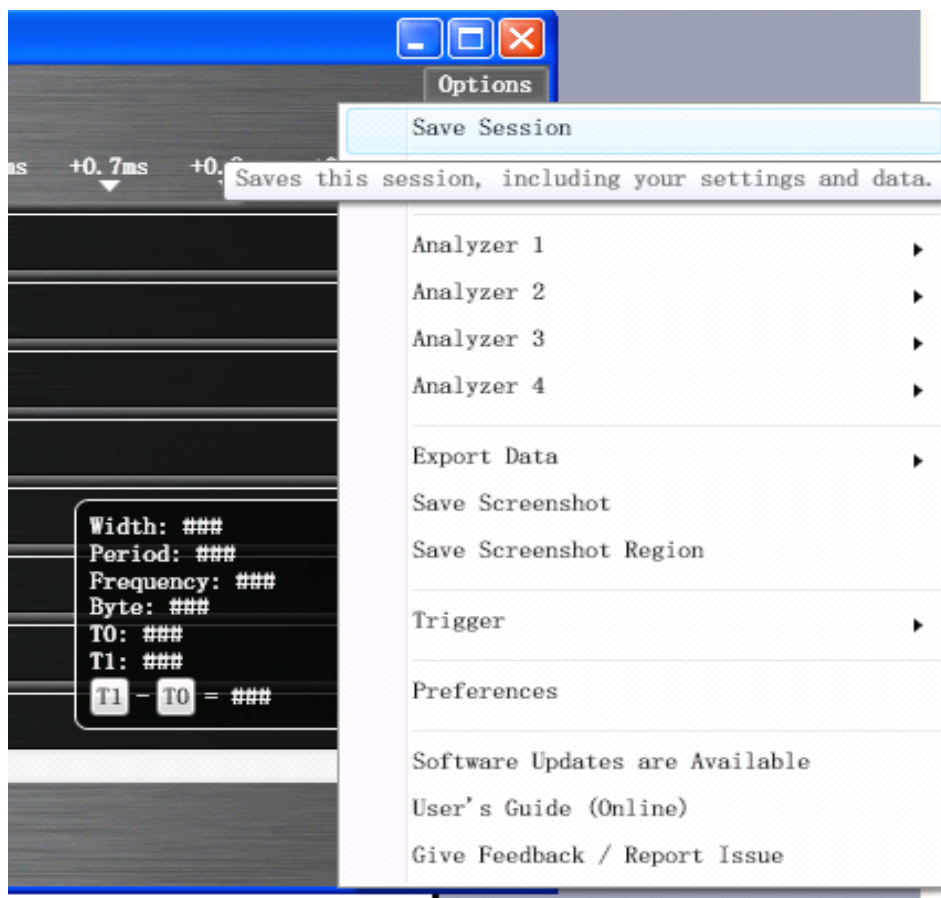 Options
Save Session
+0.7ms
Saves this session, including your settings and data.
Analyzer 1
Analyzer 2
Analyzer 3
Analyzer 4
Export Data
Save Screenshot
Save Screenshot Region
Width: ###
Period: ###
Frequency: ###
Byte: ###
T0: ###
T1: ###
T1 - T0 = ###
Trigger
Preferences
Software Updates are Available
User's Guide (Online)
Give Feedback / Report Issue